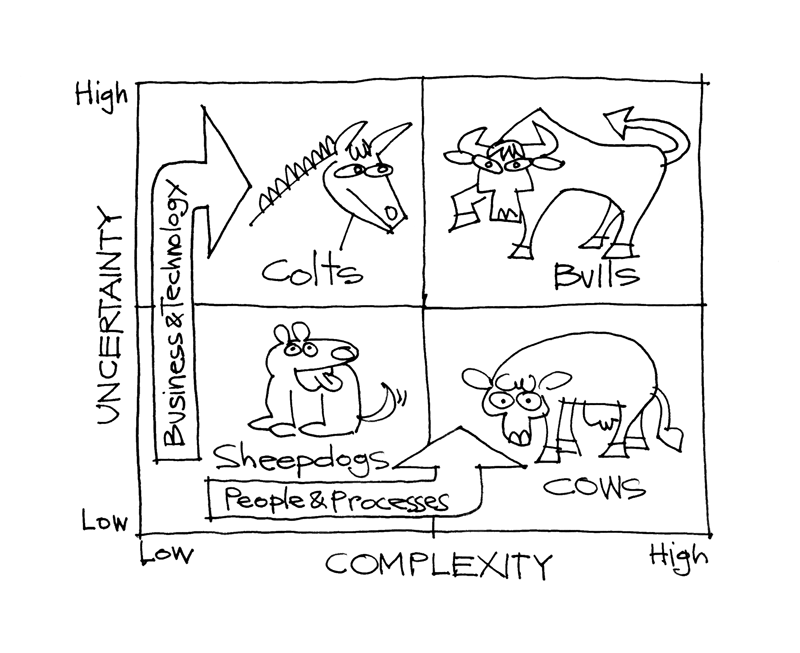 High
Colts
Bulls
UNCERTAINTY
Business&Technology
Sheepdogs
People&Processes
COWS
Low
Low
COMPLEXITY
High